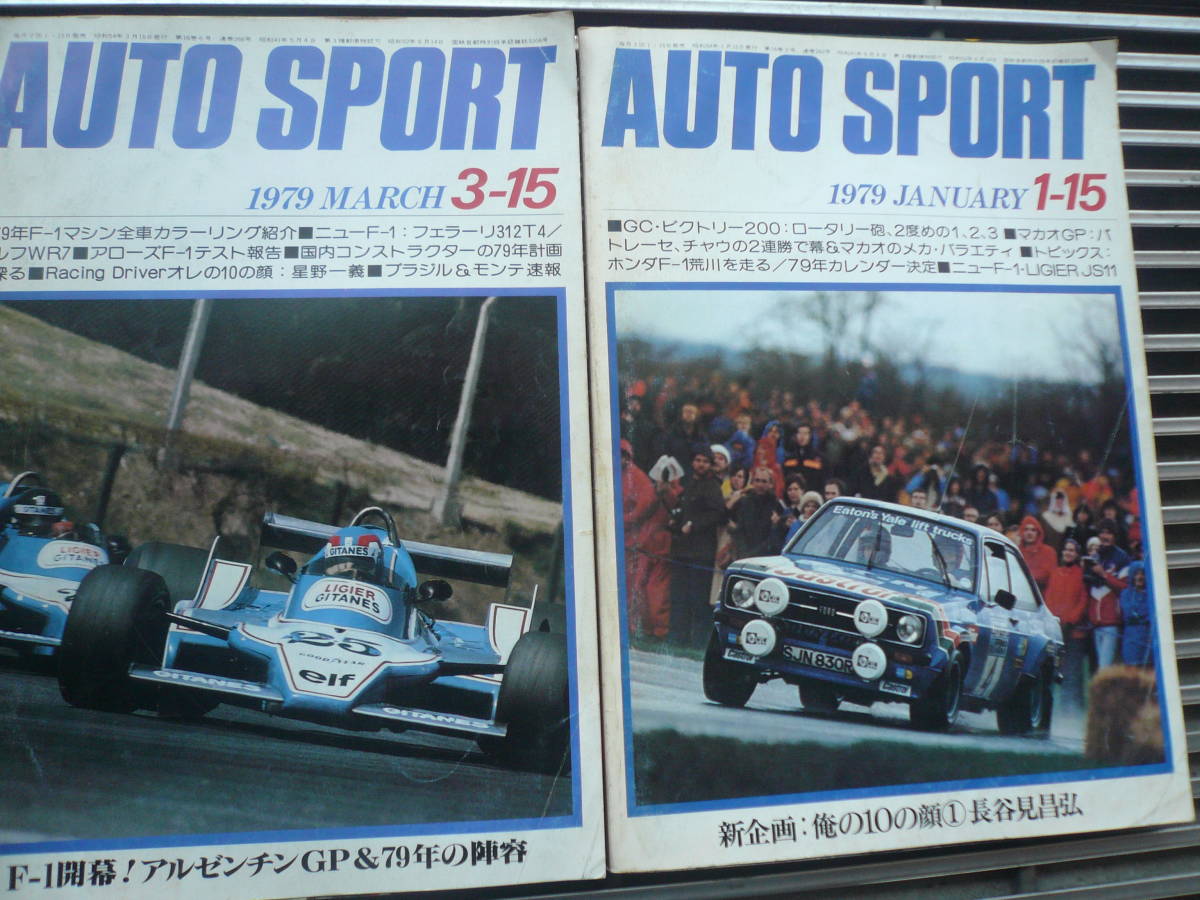 AUTO SPORT
1979 MARCH 3-15
9年F-1マシン全車カラーリング紹介■ニューF-1:フェラーリ312T4/
ルフWR7■アローズF-1テスト報告■国内コンストラクターの79年計画
探る■Racing Driverオレの10の顔:星野一義■ブラジル&モンテ速報
GITANES
LIGIER
GITANES
LIGIER
GITANES
25
GOODYEAR
elf
GITANES
GITANES
F-1開幕!アルゼンチンGP&79年の陣容
AUTO SPORT
1979 JANUARY 1-15
■GC・ビクトリー200:ロータリー砲、2度めの1、2、3■マカオGP:パ
トレーセ、チャウの2連勝で幕&マカオのメカ・バラエティ■トピックス:
ホンダF-1荒川を走る/79年カレンダー決定■ニューF-1・LIGIER JS11
Eaton's Yale lift trucks
Castrol
FORD
SJN 830R
新企画:俺の10の顔①長谷見昌弘